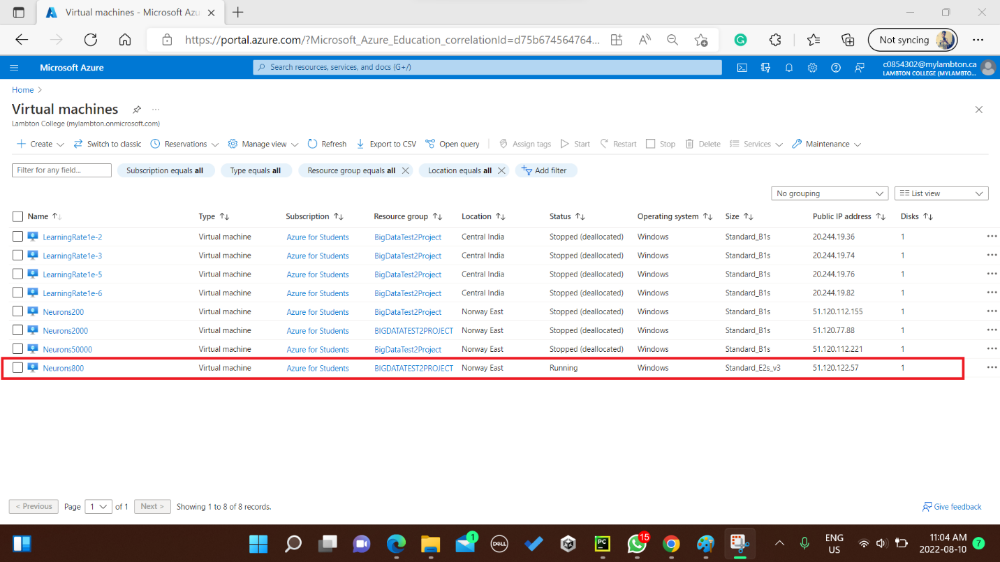 Virtual machines - Microsoft Azu
https://portal.azure.com/?Microsoft_Azure_Education_correlationId=d75b674564764...
Not syncing
Microsoft Azure
Search resources, services, and docs (G+/)
c0854302@mylambton.ca
LAMBTON COLLEGE (MYLAMBTO...
Home >
Virtual machines
...
Lambton College (mylambton.onmicrosoft.com)
Create Switch to classic Reservations Manage view Refresh Export to CSV Open query Assign tags Start Restart Stop Delete Services Maintenance
Filter for any field... Subscription equals all Type equals all Resource group equals all Location equals all Add filter
No grouping List view
Name Type Subscription Resource group Location Status Operating system Size Public IP address Disks
LearningRate1e-2 Virtual machine Azure for Students BigDataTest2Project Central India Stopped (deallocated) Windows Standard_B1s 20.244.19.36 1
LearningRate1e-3 Virtual machine Azure for Students BigDataTest2Project Central India Stopped (deallocated) Windows Standard_B1s 20.244.19.74 1
LearningRate1e-5 Virtual machine Azure for Students BigDataTest2Project Central India Stopped (deallocated) Windows Standard_B1s 20.244.19.76 1
LearningRate1e-6 Virtual machine Azure for Students BigDataTest2Project Central India Stopped (deallocated) Windows Standard_B1s 20.244.19.82 1
Neurons200 Virtual machine Azure for Students BigDataTest2Project Norway East Stopped (deallocated) Windows Standard_B1s 51.120.112.155 1
Neurons2000 Virtual machine Azure for Students BIGDATATEST2PROJECT Norway East Stopped (deallocated) Windows Standard_B1s 51.120.77.88 1
Neurons50000 Virtual machine Azure for Students BigDataTest2Project Norway East Stopped (deallocated) Windows Standard_B1s 51.120.112.221 1
Neurons800 Virtual machine Azure for Students BIGDATATEST2PROJECT Norway East Running Windows Standard_E2s_v3 51.120.122.57 1
< Previous Page 1 of 1 Next > Showing 1 to 8 of 8 records. Give feedback
1 DELL PC 15
ENG
US
11:04 AM
2022-08-10
7